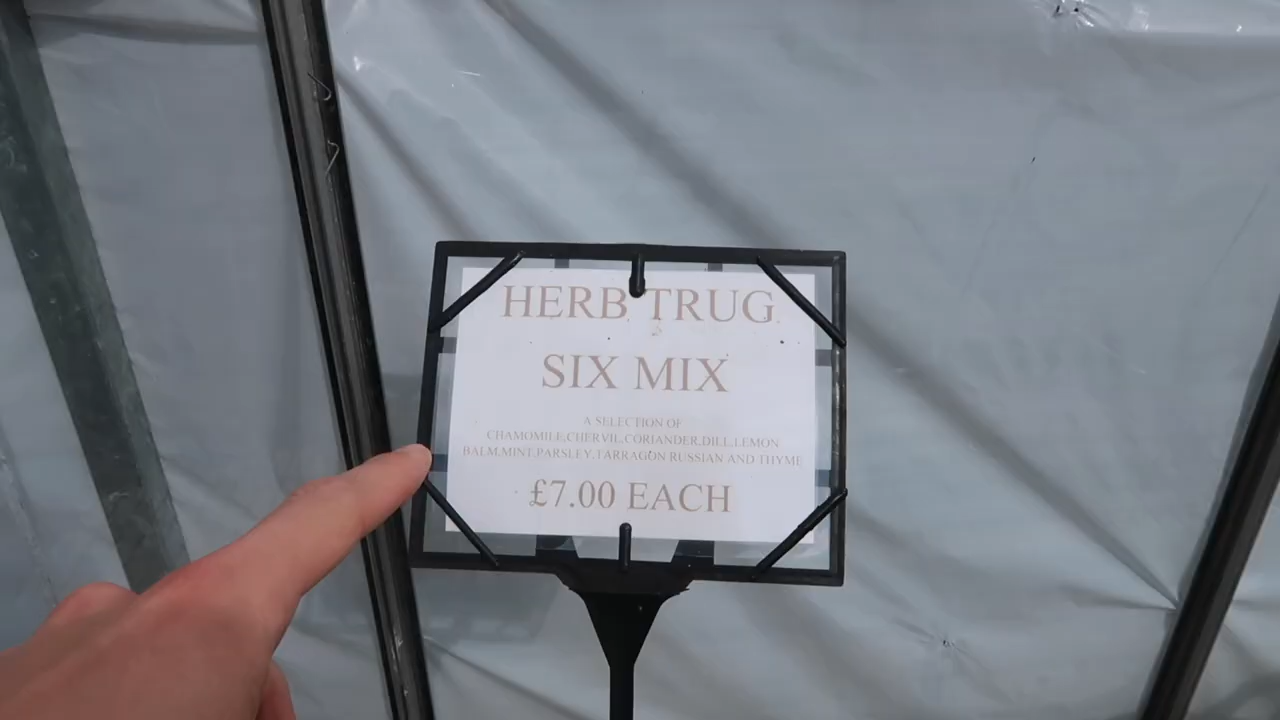 HERB TRUG
SIX MIX
A SELECTION OF
CHAMOMILE,CHERVIL,CORIANDER,DILL,LEMON
BALM,MINT,PARSLEY,TARRAGON RUSSIAN AND THYME
£7.00 EACH